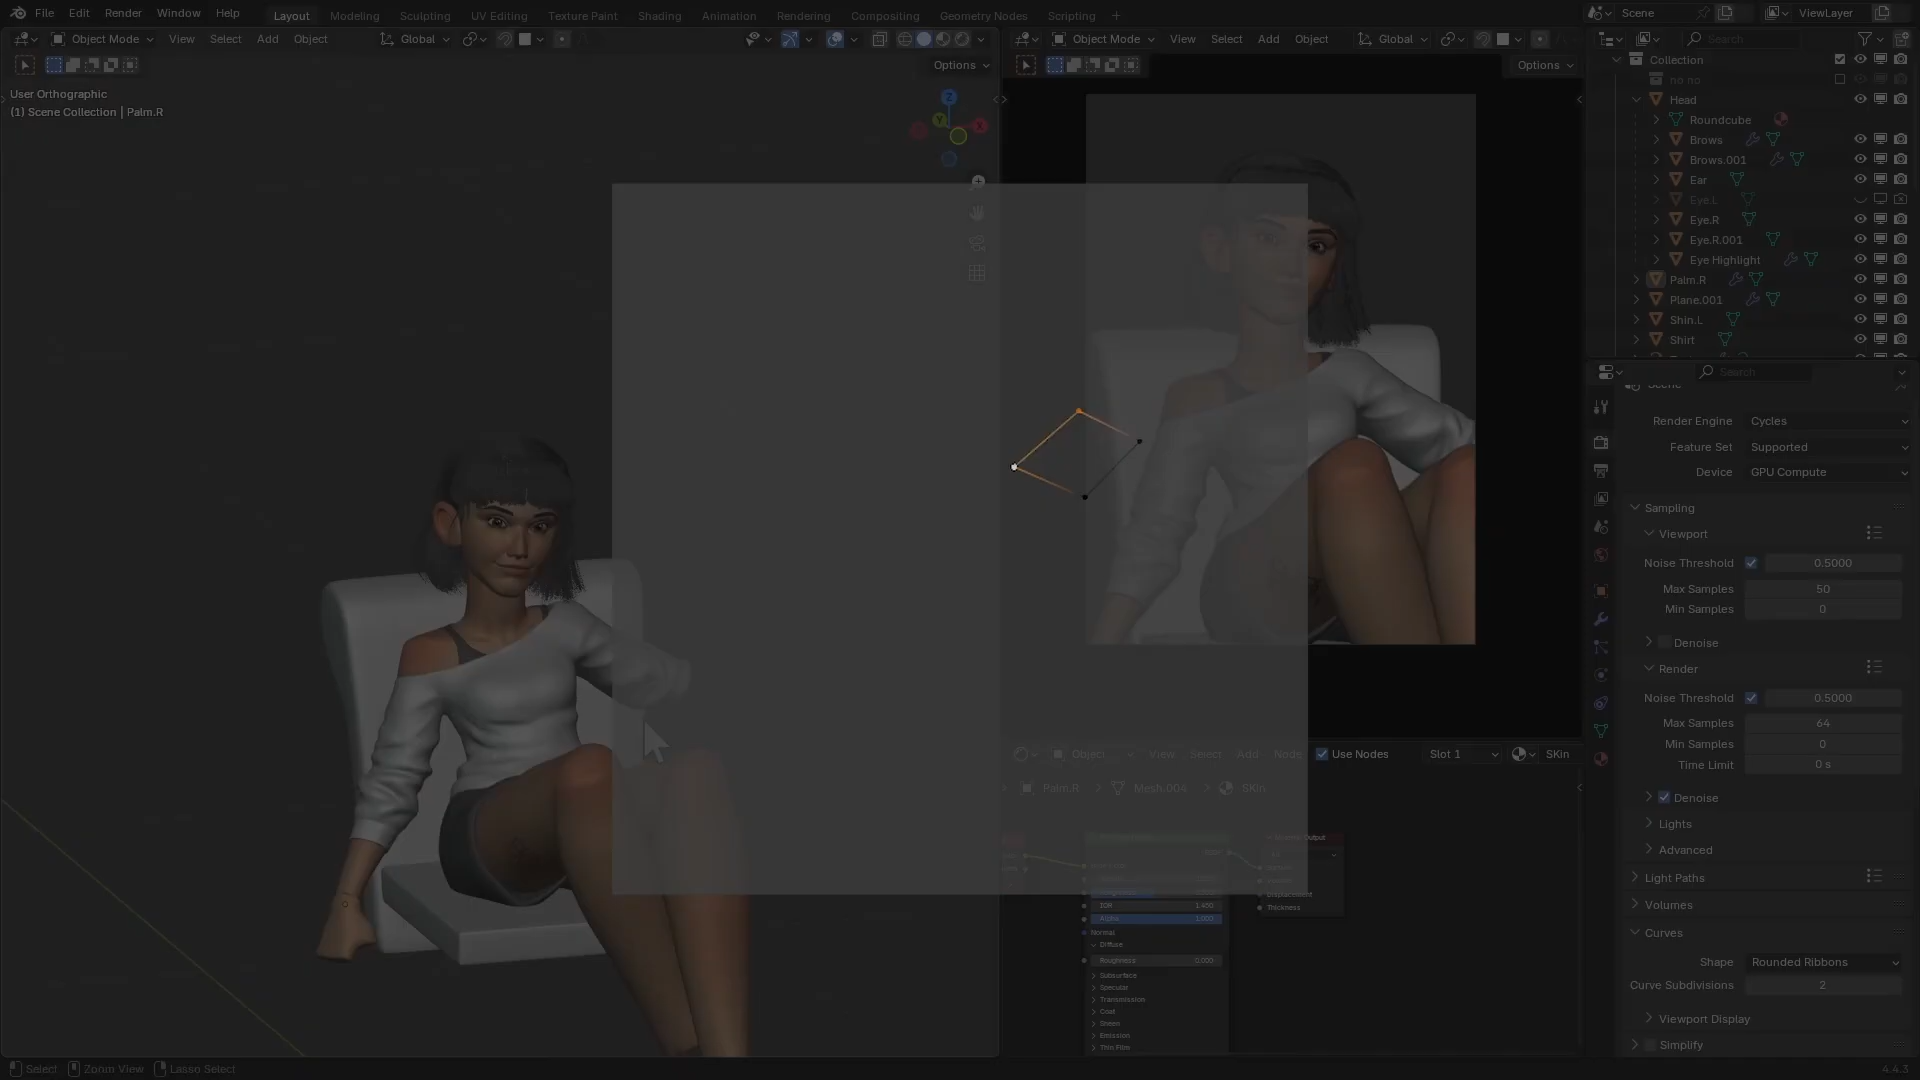 File Edit Render Window Help
Layout Modeling Sculpting UV Editing Texture Paint Shading Animation Rendering Compositing Geometry Nodes Scripting +
Scene
ViewLayer
Object Mode View Select Add Object Global
Options
User Orthographic
(1) Scene Collection | Palm.R
Z
Y
X
Object Mode View Select Add Object Global
Options
Search
Collection
no no
Head
Roundcube
Brows
Brows.001
Ear
Eye.L
Eye.R
Eye.R.001
Eye Highlight
Palm.R
Plane.001
Shin.L
Shirt
Search
Scene
Render Engine Cycles
Feature Set Supported
Device GPU Compute
Sampling
Viewport
Noise Threshold 0.5000
Max Samples 50
Min Samples 0
Denoise
Render
Noise Threshold 0.5000
Max Samples 64
Min Samples 0
Time Limit 0 s
Denoise
Lights
Advanced
Light Paths
Volumes
Curves
Shape Rounded Ribbons
Curve Subdivisions 2
Viewport Display
Simplify
Object View Select Add Node Use Nodes Slot 1 SKin
Palm.R > Mesh.004 > SKin
Displacement
Thickness
IOR 1.450
Alpha 1.000
Normal
Diffuse
Roughness 0.000
Subsurface
Specular
Transmission
Coat
Sheen
Emission
Thin Film
Select Zoom View Lasso Select
4.4.3